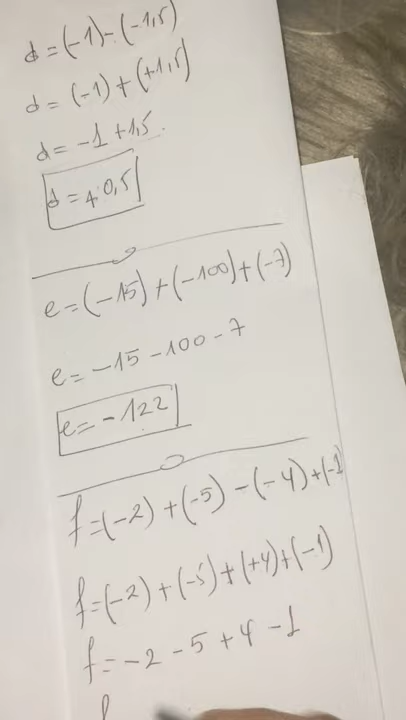 d = (-1) - (-1,5)
d = (-1) + (+1,5)
d = -1 + 1,5
d = + 0,5
e = (-15) + (-100) + (-7)
e = -15 - 100 - 7
e = -122
f = (-2) + (-5) - (-4) + (-1
f = (-2) + (-5) + (+4) + (-1)
f = -2 - 5 + 4 - 1
f